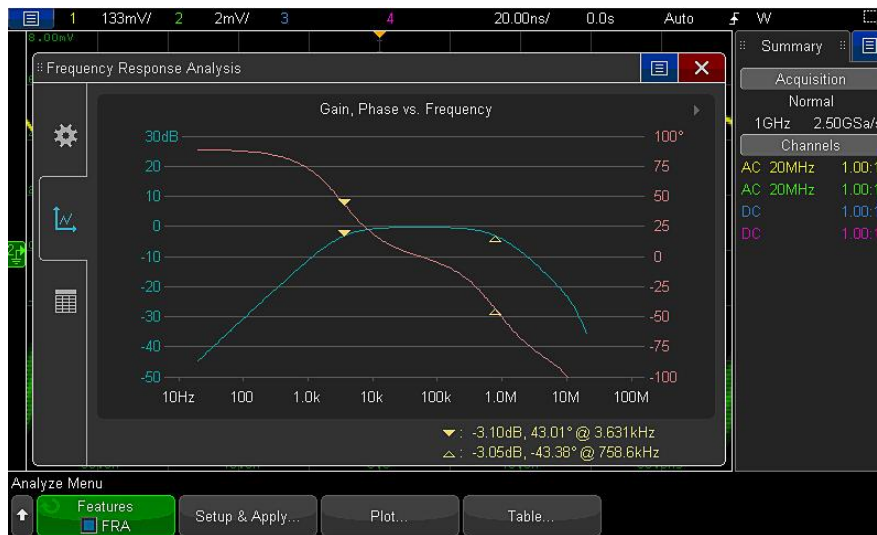 1 133mV/ 2 2mV/ 3 4 20.00ns/ 0.0s Auto W
8.00mV
Summary
Frequency Response Analysis
Acquisition
Normal
1GHz 2.50GSa/s
Channels
AC 20MHz 1.00:1
AC 20MHz 1.00:1
DC 1.00:1
DC 1.00:1
Gain, Phase vs. Frequency
30dB 100°
20 75
10 50
0 25
-10 0
-20 -25
-30 -50
-40 -75
-50 -100
10Hz 100 1.0k 10k 100k 1.0M 10M 100M
: -3.10dB, 43.01° @ 3.631kHz
: -3.05dB, -43.38° @ 758.6kHz
Analyze Menu
Features
FRA
Setup & Apply...
Plot...
Table...